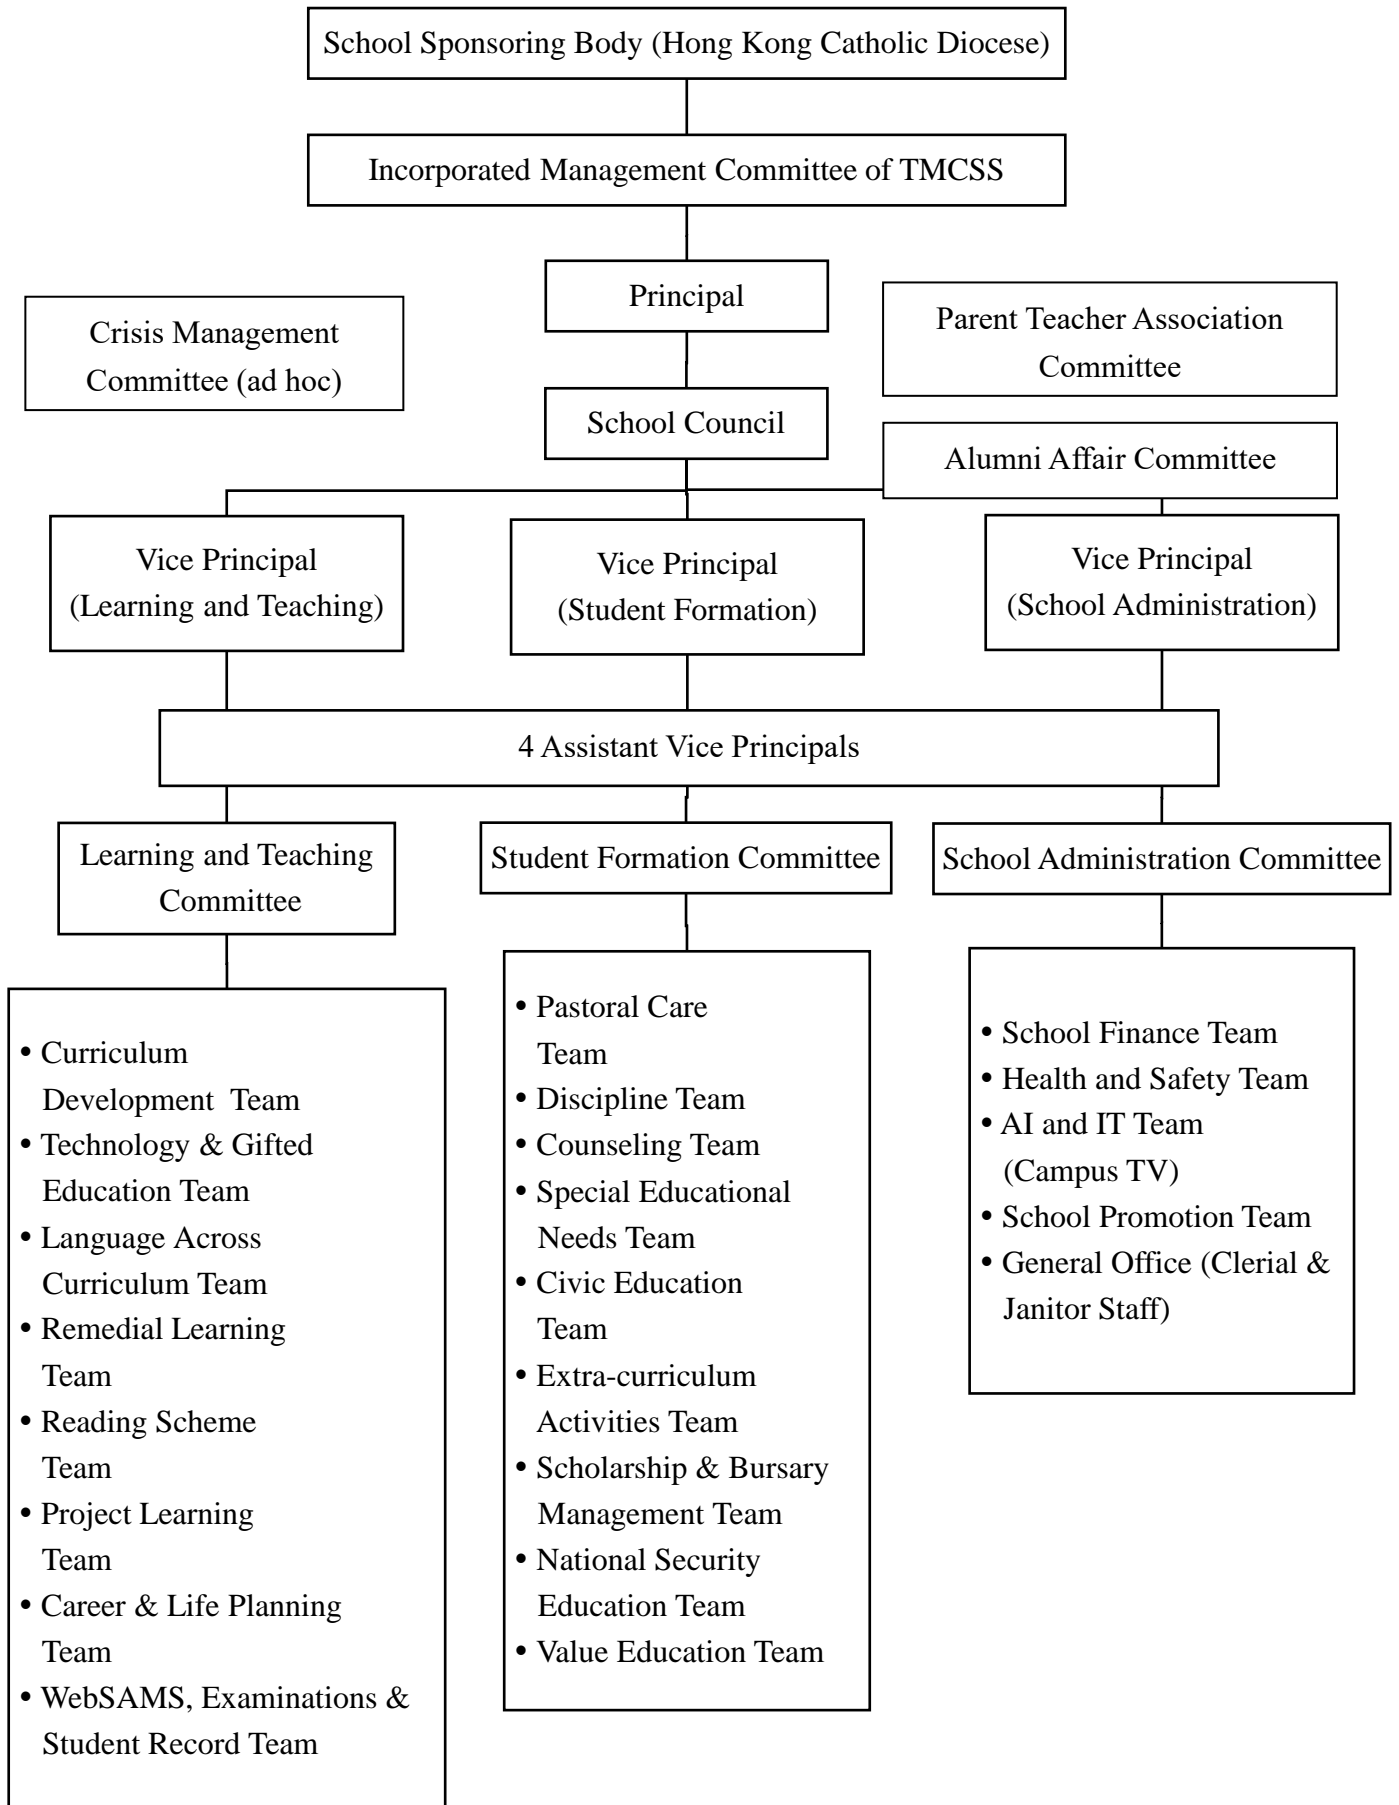 School Sponsoring Body (Hong Kong Catholic Diocese)
Incorporated Management Committee of TMCSS
Principal
Crisis Management
Committee (ad hoc)
Parent Teacher Association
Committee
School Council
Alumni Affair Committee
Vice Principal
(Learning and Teaching)
Vice Principal
(Student Formation)
Vice Principal
(School Administration)
4 Assistant Vice Principals
Learning and Teaching
Committee
Student Formation Committee
School Administration Committee
• Curriculum
Development  Team
• Technology & Gifted
Education Team
• Language Across
Curriculum Team
• Remedial Learning
Team
• Reading Scheme
Team
• Project Learning
Team
• Career & Life Planning
Team
• WebSAMS, Examinations &
Student Record Team
• Pastoral Care
Team
• Discipline Team
• Counseling Team
• Special Educational
Needs Team
• Civic Education
Team
• Extra-curriculum
Activities Team
• Scholarship & Bursary
Management Team
• National Security
Education Team
• Value Education Team
• School Finance Team
• Health and Safety Team
• AI and IT Team
(Campus TV)
• School Promotion Team
• General Office (Clerial &
Janitor Staff)